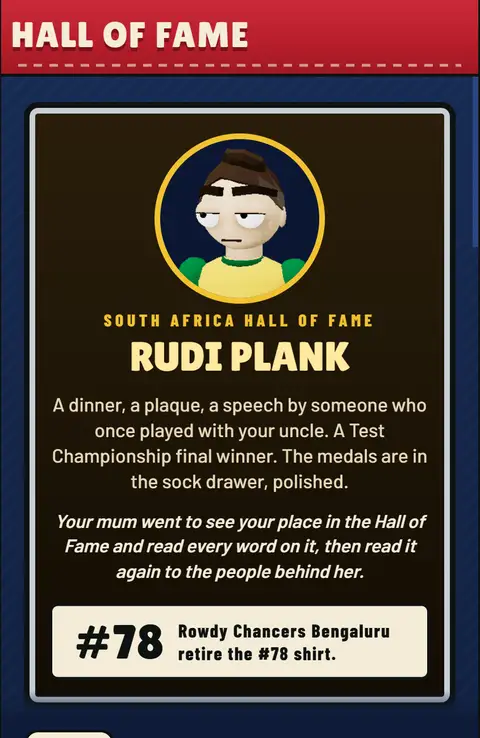 HALL OF FAME
SOUTH AFRICA HALL OF FAME
RUDI PLANK
A dinner, a plaque, a speech by someone who
once played with your uncle. A Test
Championship final winner. The medals are in
the sock drawer, polished.
Your mum went to see your place in the Hall of
Fame and read every word on it, then read it
again to the people behind her.
#78
Rowdy Chancers Bengaluru
retire the #78 shirt.